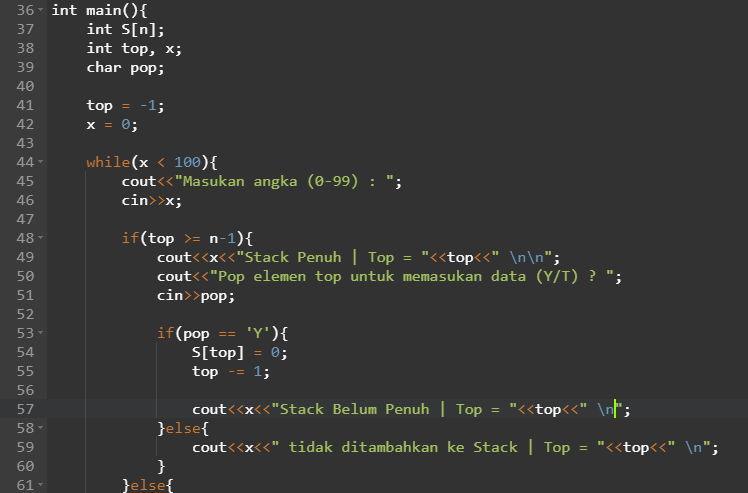 36 int main(){
37     int S[n];
38     int top, x;
39     char pop;
40
41     top = -1;
42     x = 0;
43
44     while(x < 100){
45         cout<<"Masukan angka (0-99) : ";
46         cin>>x;
47
48         if(top >= n-1){
49             cout<<x<<"Stack Penuh | Top = "<<top<<" \n\n";
50             cout<<"Pop elemen top untuk memasukan data (Y/T) ? ";
51             cin>>pop;
52
53             if(pop == 'Y'){
54                 S[top] = 0;
55                 top -= 1;
56
57                 cout<<x<<"Stack Belum Penuh | Top = "<<top<<" \n";
58             }else{
59                 cout<<x<<" tidak ditambahkan ke Stack | Top = "<<top<<" \n";
60             }
61         }else{